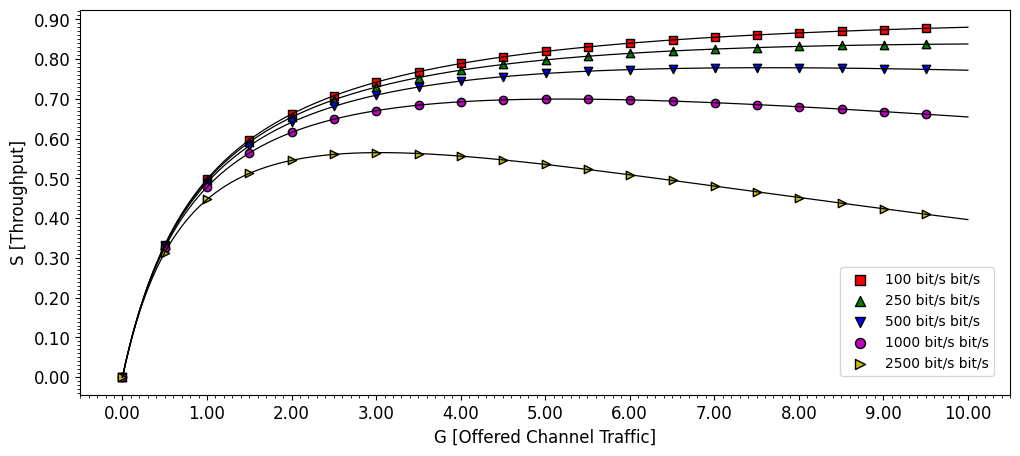 0.90
0.80
0.70
0.60
0.50
0.40
0.30
0.20
0.10
0.00
S [Throughput]
100 bit/s bit/s
250 bit/s bit/s
500 bit/s bit/s
1000 bit/s bit/s
2500 bit/s bit/s
0.00 1.00 2.00 3.00 4.00 5.00 6.00 7.00 8.00 9.00 10.00
G [Offered Channel Traffic]